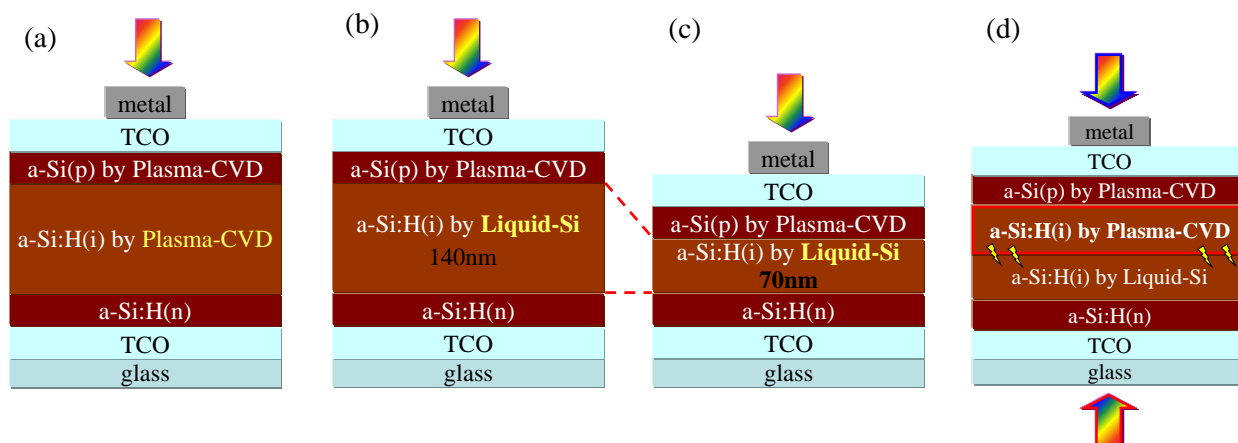 (a)
metal
TCO
a-Si(p) by Plasma-CVD
a-Si:H(i) by Plasma-CVD
a-Si:H(n)
TCO
glass
(b)
metal
TCO
a-Si(p) by Plasma-CVD
a-Si:H(i) by Liquid-Si
140nm
a-Si:H(n)
TCO
glass
(c)
metal
TCO
a-Si(p) by Plasma-CVD
a-Si:H(i) by Liquid-Si
70nm
a-Si:H(n)
TCO
glass
(d)
metal
TCO
a-Si(p) by Plasma-CVD
a-Si:H(i) by Plasma-CVD
a-Si:H(i) by Liquid-Si
a-Si:H(n)
TCO
glass